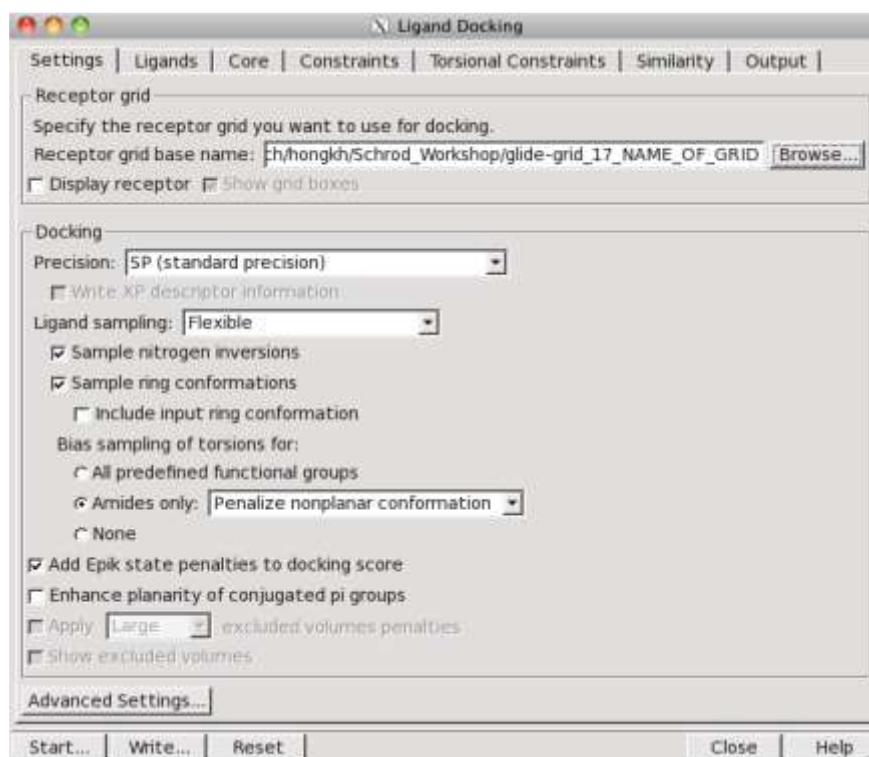 Ligand Docking
Settings | Ligands | Core | Constraints | Torsional Constraints | Similarity | Output |
Receptor grid
Specify the receptor grid you want to use for docking.
Receptor grid base name: ch/hongkh/Schrod_Workshop/glide-grid_17_NAME_OF_GRID Browse...
Display receptor Show grid boxes
Docking
Precision: SP (standard precision)
Write XP descriptor information
Ligand sampling: Flexible
Sample nitrogen inversions
Sample ring conformations
Include input ring conformation
Bias sampling of torsions for:
All predefined functional groups
Amides only: Penalize nonplanar conformation
None
Add Epik state penalties to docking score
Enhance planarity of conjugated pi groups
Apply Large excluded volumes penalties
Show excluded volumes
Advanced Settings...
Start... Write... Reset Close Help